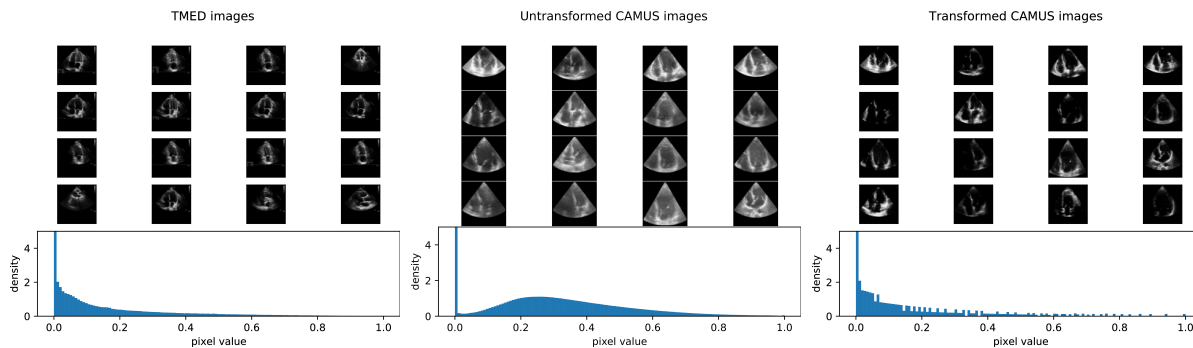 TMED images
Untransformed CAMUS images
Transformed CAMUS images
density
4
2
0
0.0 0.2 0.4 0.6 0.8 1.0
pixel value
density
4
2
0
0.0 0.2 0.4 0.6 0.8 1.0
pixel value
density
4
2
0
0.0 0.2 0.4 0.6 0.8 1.0
pixel value